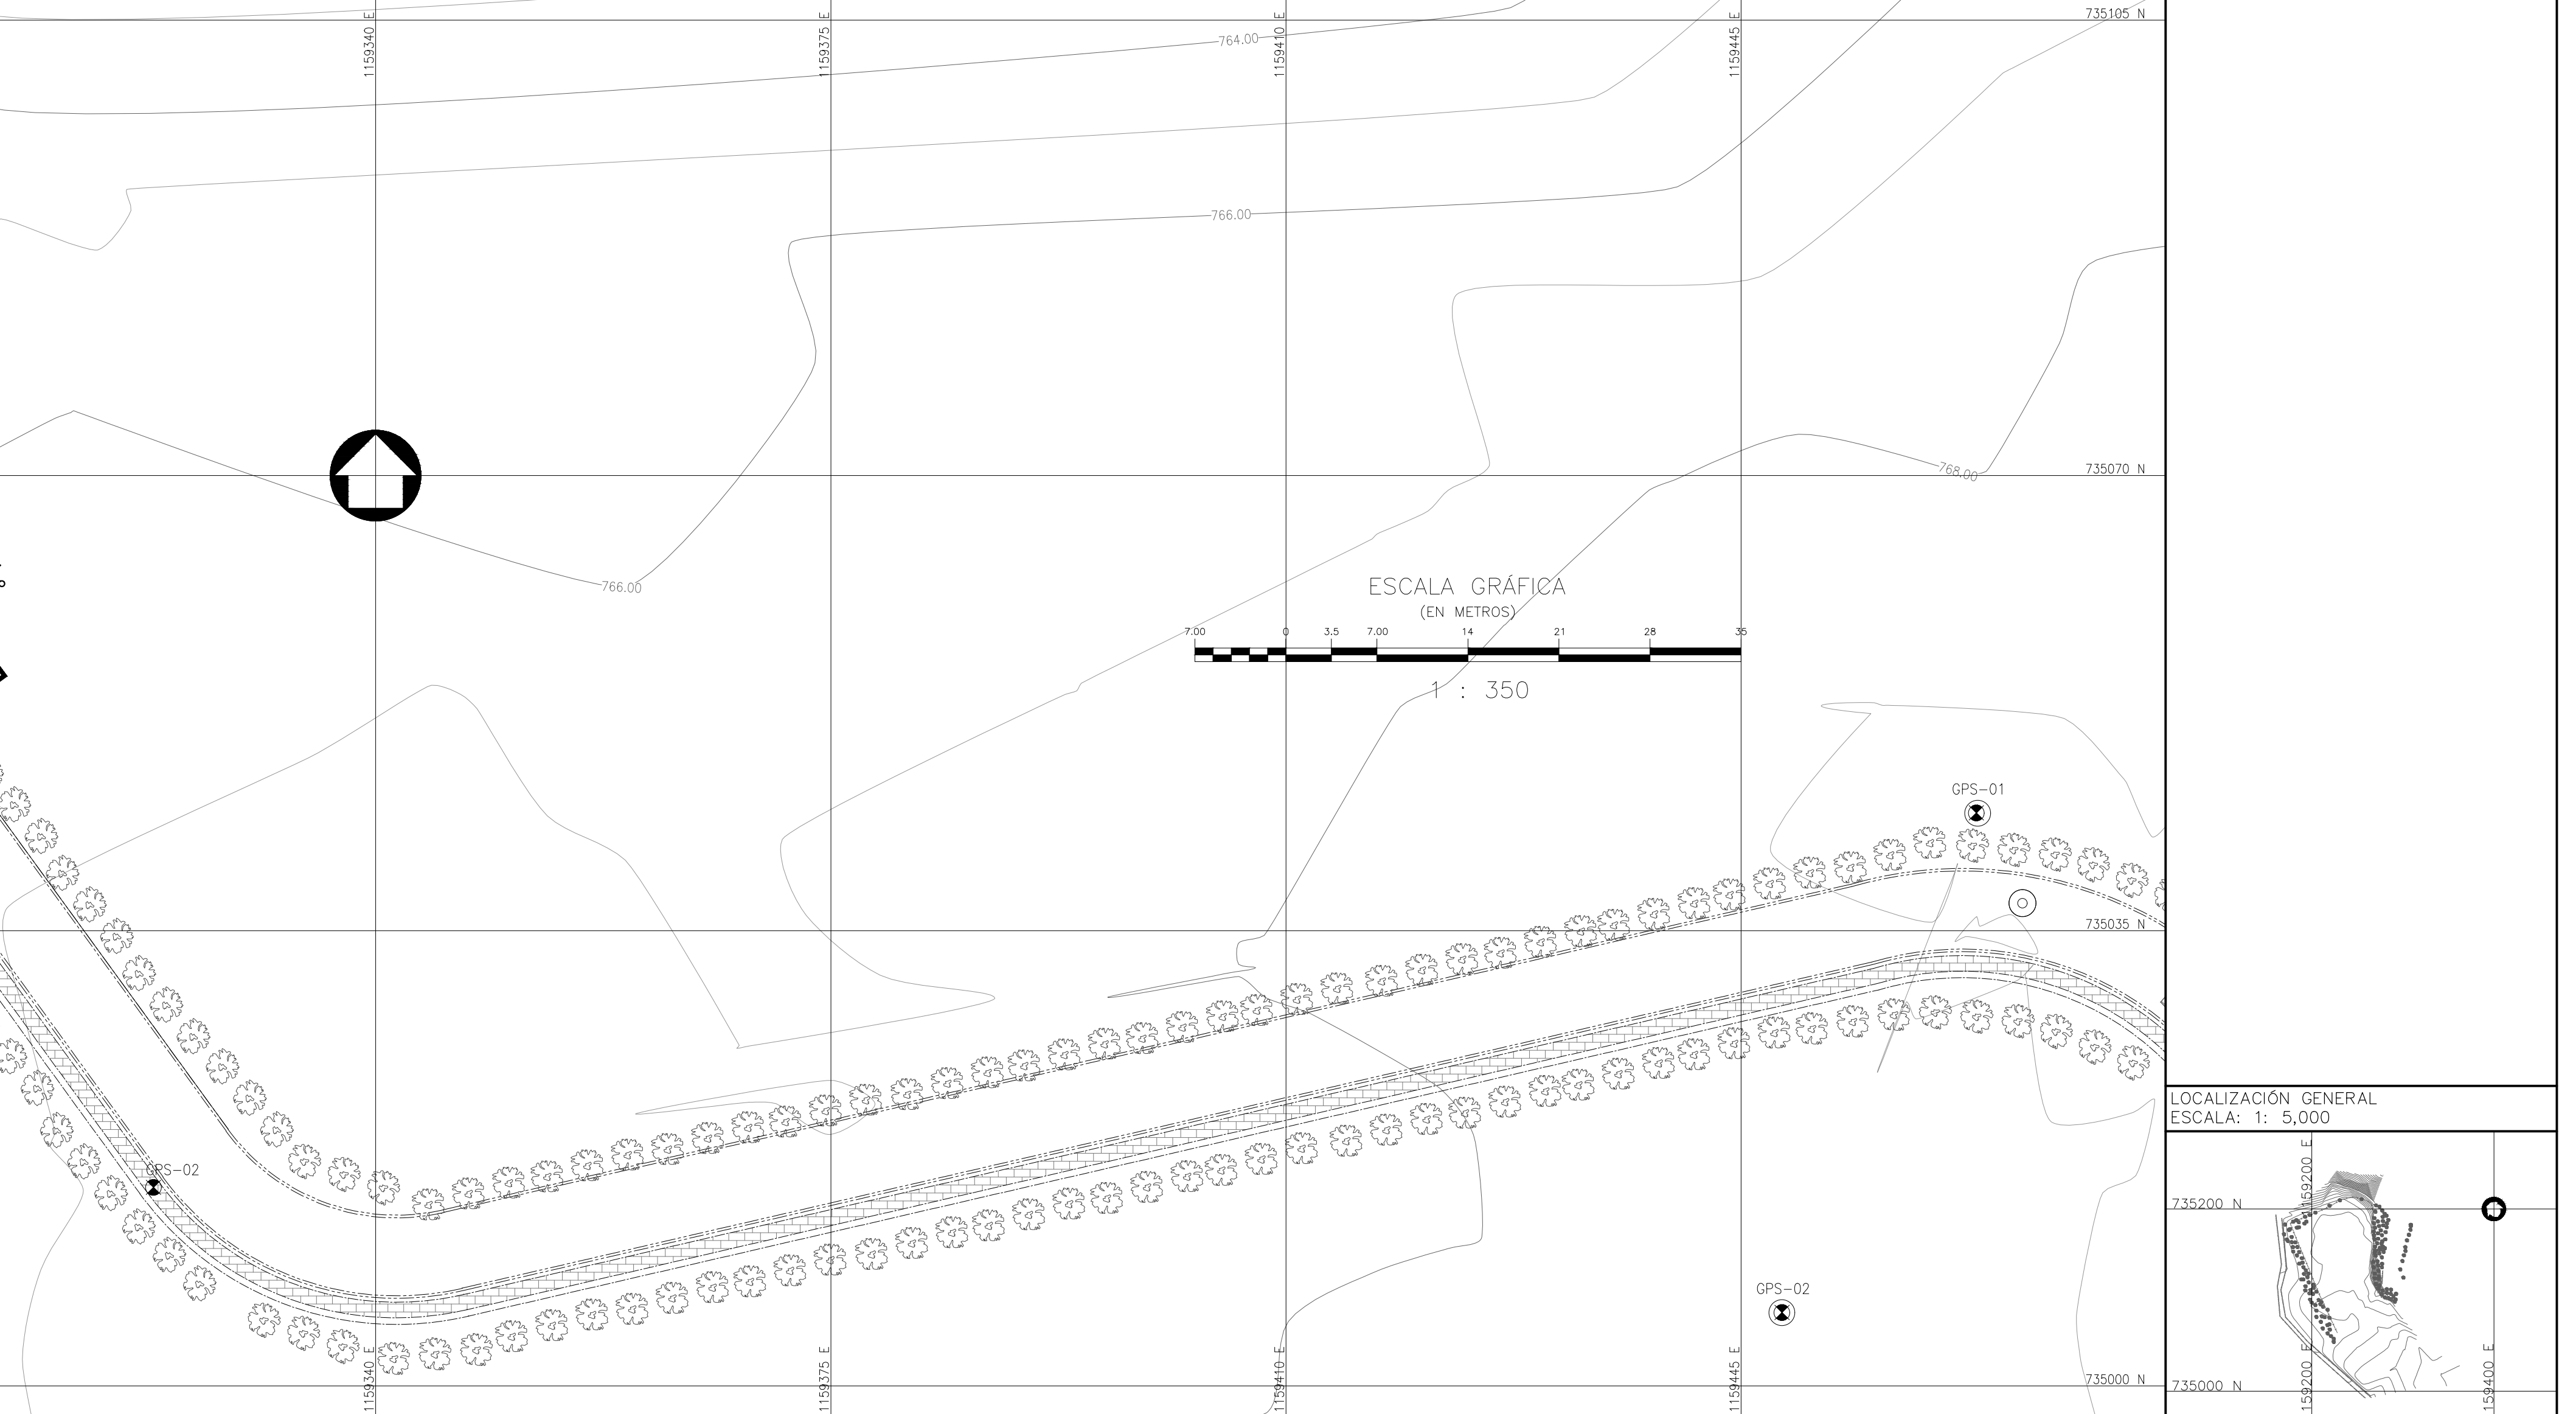 1159340 E
1159375 E
1159410 E
1159445 E
735105 N
764.00
766.00
735070 N
768.00
766.00
ESCALA GRÁFICA
(EN METROS)
7.00 0 3.5 7.00 14 21 28 35
1 : 350
GPS-01
735035 N
GPS-02
GPS-02
1159340 E
1159375 E
1159410 E
1159445 E
735000 N
LOCALIZACIÓN GENERAL
ESCALA: 1: 5,000
159200 E
735200 N
735000 N
159200 E
159400 E